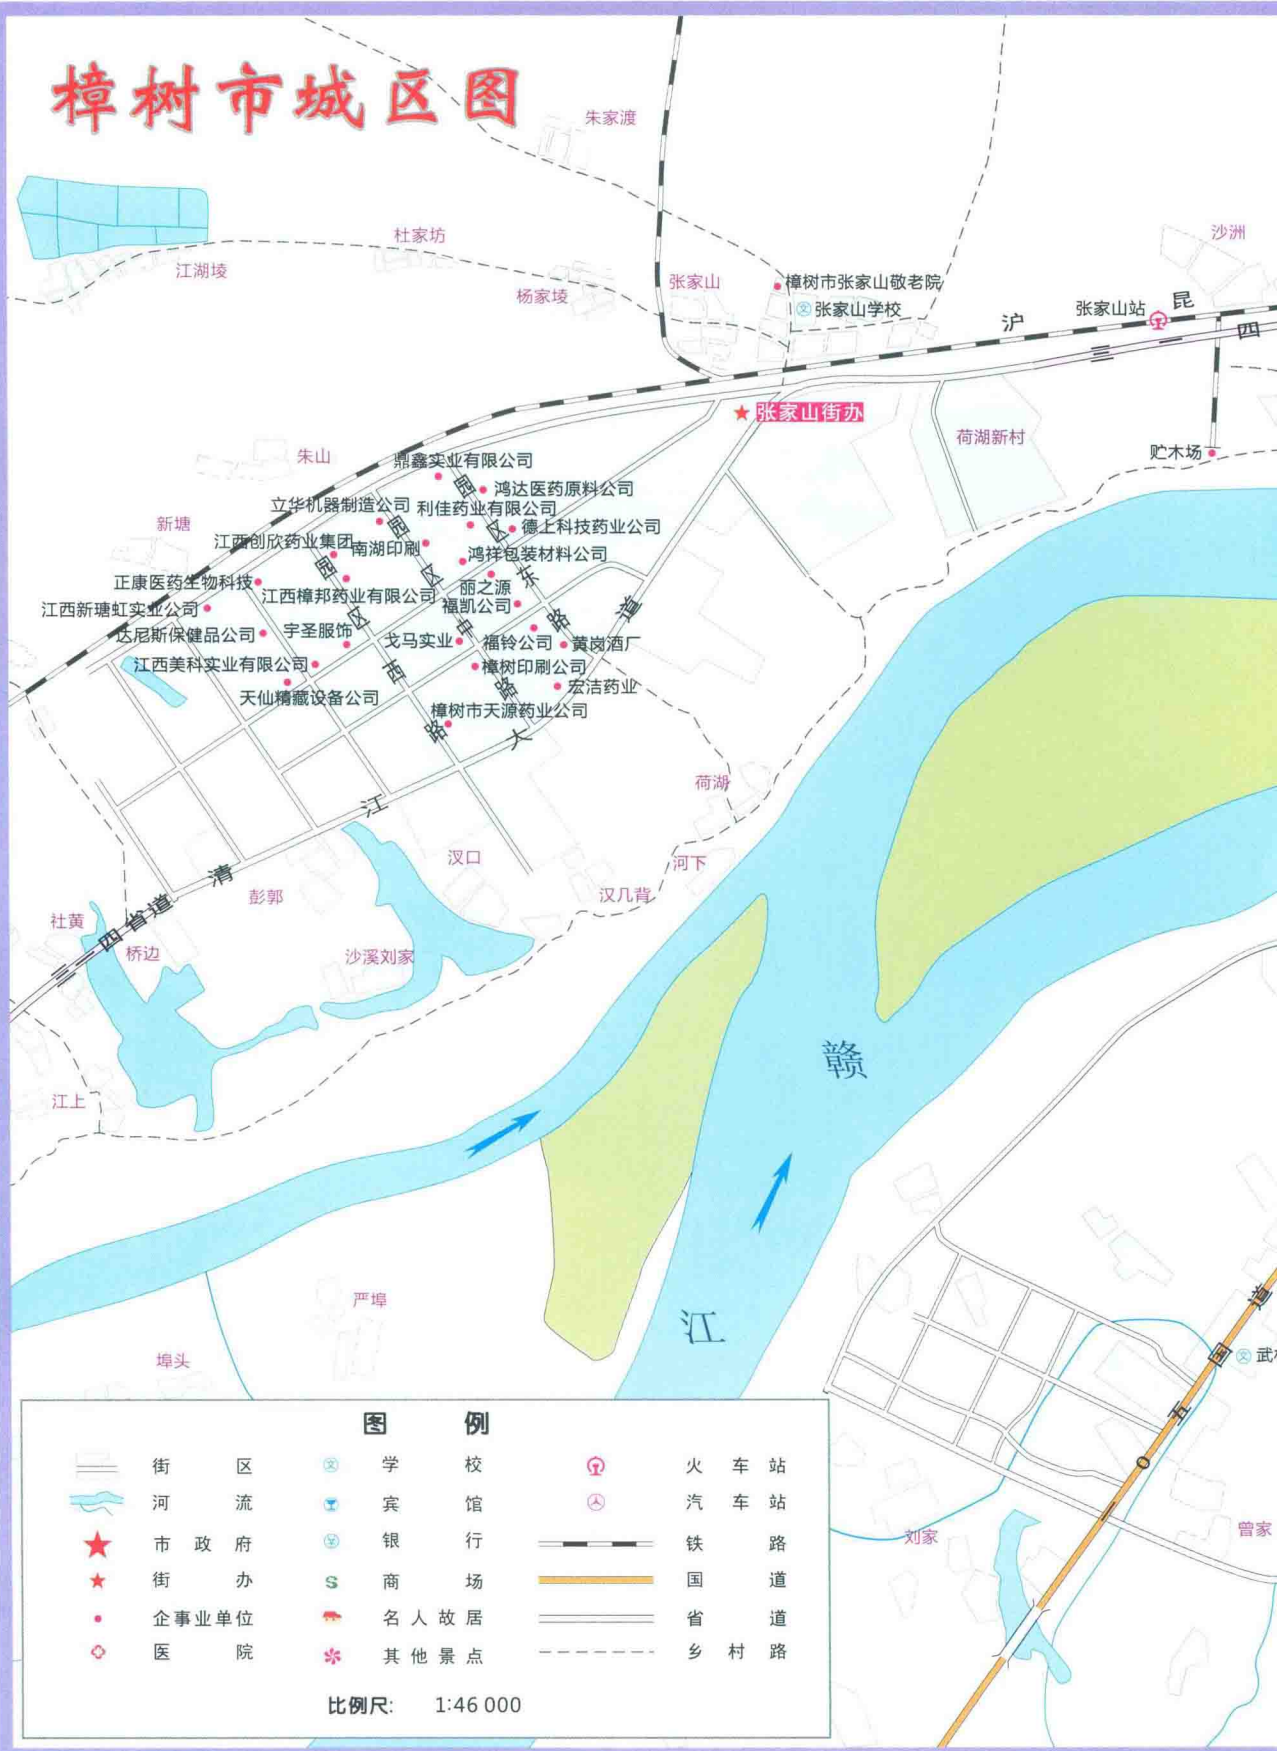 樟树市城区图
朱家渡
杜家坊
沙洲
江湖堎
杨家堎
张家山
樟树市张家山敬老院
张家山学校
张家山站
沪昆
三一四
张家山街办
荷湖新村
贮木场
朱山
鼎鑫实业有限公司
鸿达医药原料公司
立华机器制造公司
利佳药业有限公司
新塘
德上科技药业公司
江西创欣药业集团
南湖印刷
鸿祥包装材料公司
正康医药生物科技
江西樟邦药业有限公司
丽之源
江西新塘虹实业公司
福凯公司
达尼斯保健品公司
宇圣服饰
戈马实业
福铃公司
黄岗酒厂
江西美科实业有限公司
樟树印刷公司
宏洁药业
天仙精藏设备公司
樟树市天源药业公司
园区东路
园区中路
园区西路
清江大道
荷湖
汊口
河下
彭郭
汉几背
社黄
三一四省道
桥边
沙溪刘家
江上
赣江
严埠
埠头
一〇五国道
武
刘家
曾家
图例
街区
学校
火车站
河流
宾馆
汽车站
市政府
银行
铁路
街办
商场
国道
企事业单位
名人故居
省道
医院
其他景点
乡村路
比例尺: 1:46 000